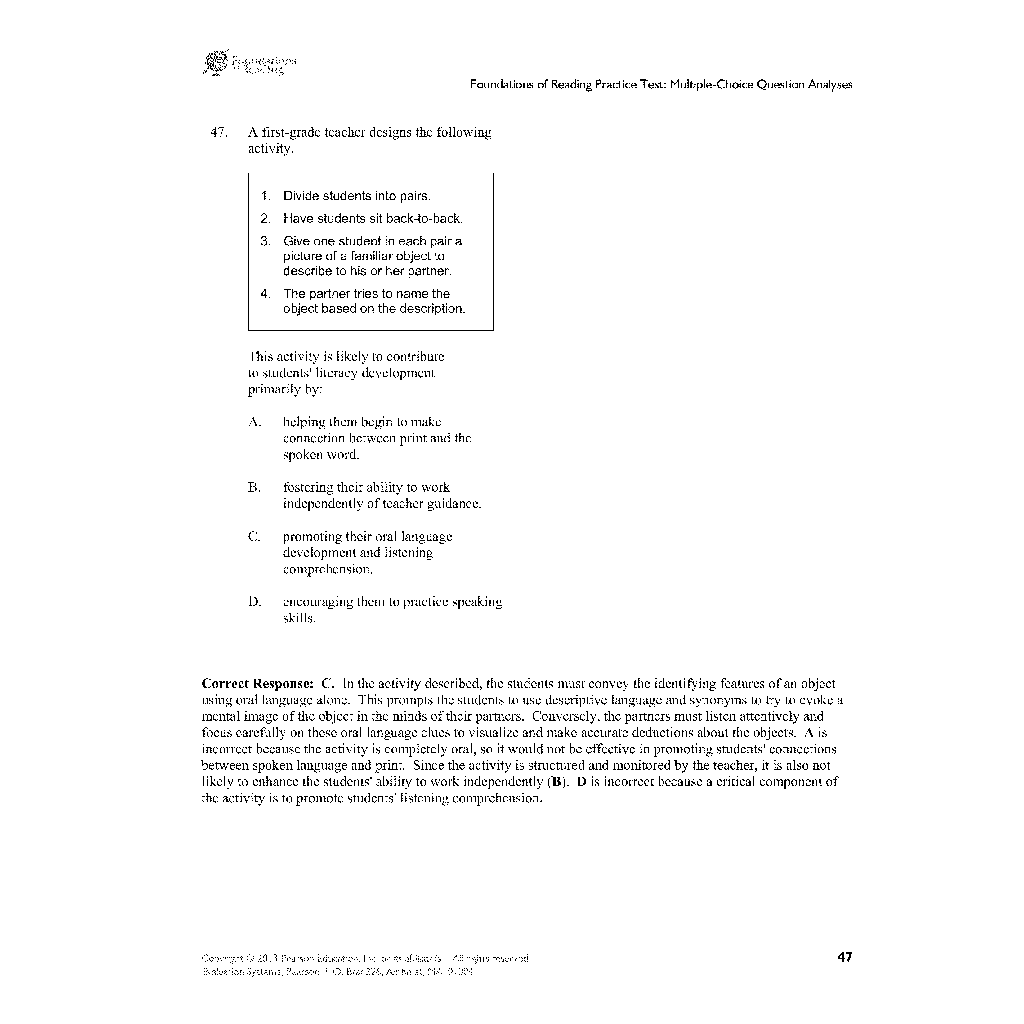 Foundations
Foundations of Reading Practice Test: Multiple-Choice Question Analyses
47. A first-grade teacher designs the following
activity.
1. Divide students into pairs.
2. Have students sit back-to-back.
3. Give one student in each pair a
picture of a familiar object to
describe to his or her partner.
4. The partner tries to name the
object based on the description.
This activity is likely to contribute
to students' literacy development
primarily by:
A. helping them begin to make
connection between print and the
spoken word.
B. fostering their ability to work
independently of teacher guidance.
C. promoting their oral language
development and listening
comprehension.
D. encouraging them to practice speaking
skills.
Correct Response: C. In the activity described, the students must convey the identifying features of an object
using oral language alone. This prompts the students to use descriptive language and synonyms to try to evoke a
mental image of the object in the minds of their partners. Conversely, the partners must listen attentively and
focus carefully on these oral language clues to visualize and make accurate deductions about the objects. A is
incorrect because the activity is completely oral, so it would not be effective in promoting students' connections
between spoken language and print. Since the activity is structured and monitored by the teacher, it is also not
likely to enhance the students' ability to work independently (B). D is incorrect because a critical component of
the activity is to promote students' listening comprehension.
Copyright © 2013 Pearson Education, Inc. or its affiliate(s). All rights reserved.
Evaluation Systems, Pearson, P.O. Box 226, Amherst, MA
47